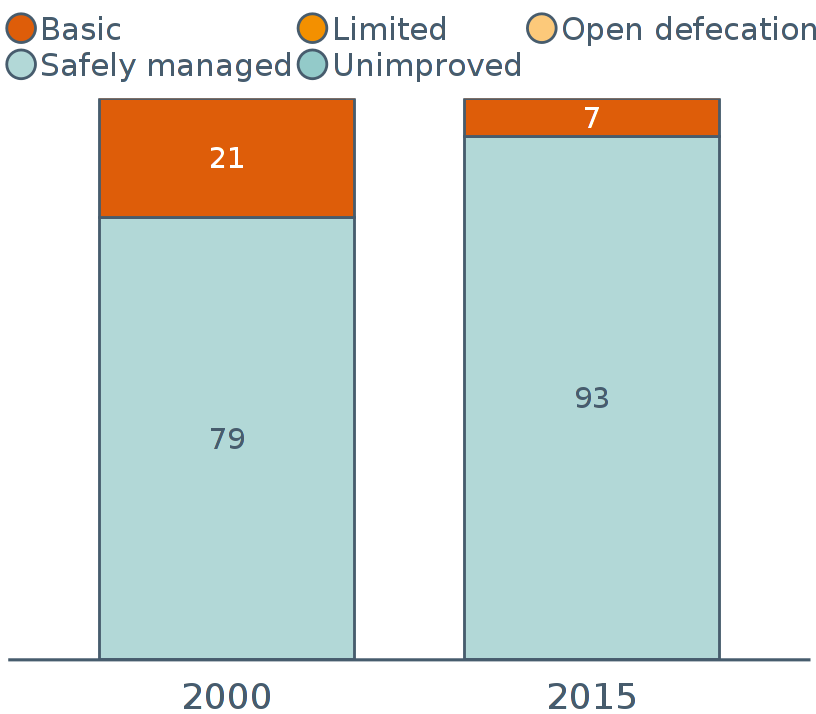 Basic Limited Open defecation
Safely managed Unimproved
21 7
79 93
2000 2015